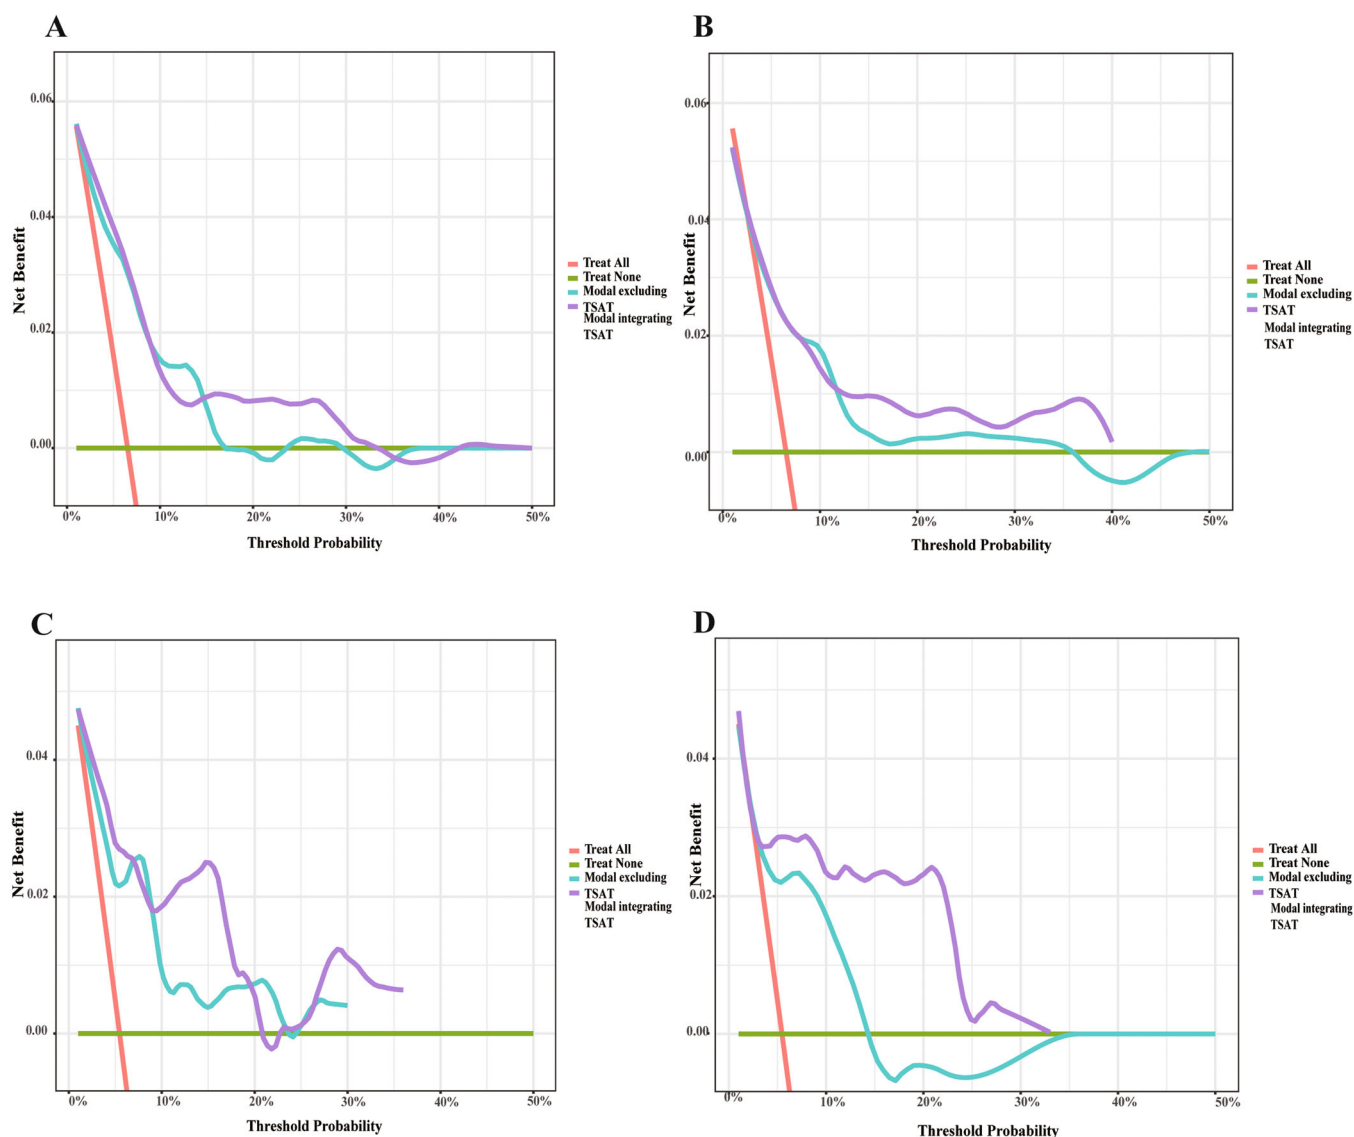 A
0.06
0.04
0.02
0.00
Net Benefit
0%
10%
20%
30%
40%
50%
Threshold Probability
Treat All
Treat None
Modal excluding
TSAT
Modal integrating
TSAT
B
0.06
0.04
0.02
0.00
Net Benefit
0%
10%
20%
30%
40%
50%
Threshold Probability
Treat All
Treat None
Modal excluding
TSAT
Modal integrating
TSAT
C
0.04
0.02
0.00
Net Benefit
0%
10%
20%
30%
40%
50%
Threshold Probability
Treat All
Treat None
Modal excluding
TSAT
Modal integrating
TSAT
D
0.04
0.02
0.00
Net Benefit
0%
10%
20%
30%
40%
50%
Threshold Probability
Treat All
Treat None
Modal excluding
TSAT
Modal integrating
TSAT